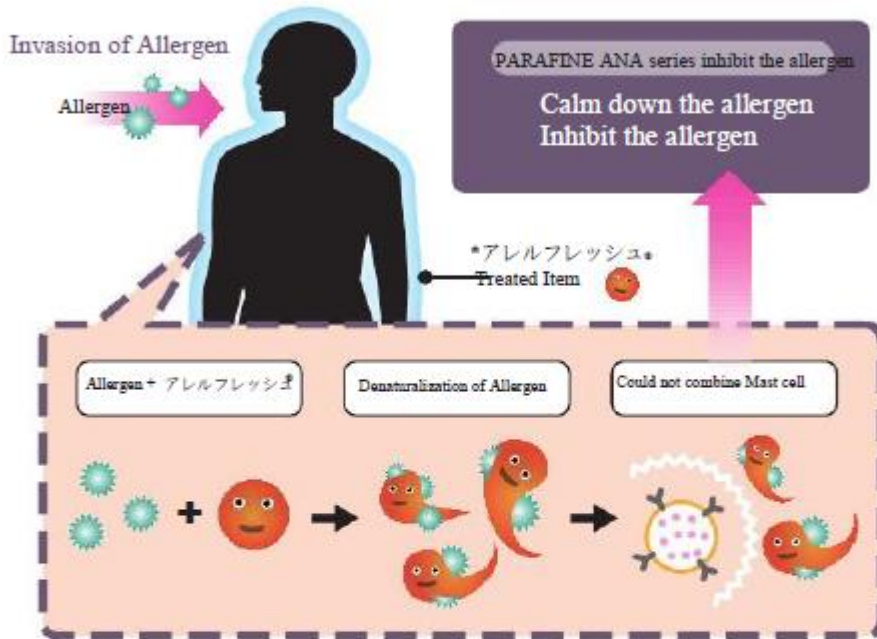 Invasion of Allergen
Allergen
PARAFINE ANA series inhibit the allergen
Calm down the allergen
Inhibit the allergen
*アレルフレッシュ®
Treated Item
Allergen + アレルフレッシュ®
Denaturalization of Allergen
Could not combine Mast cell